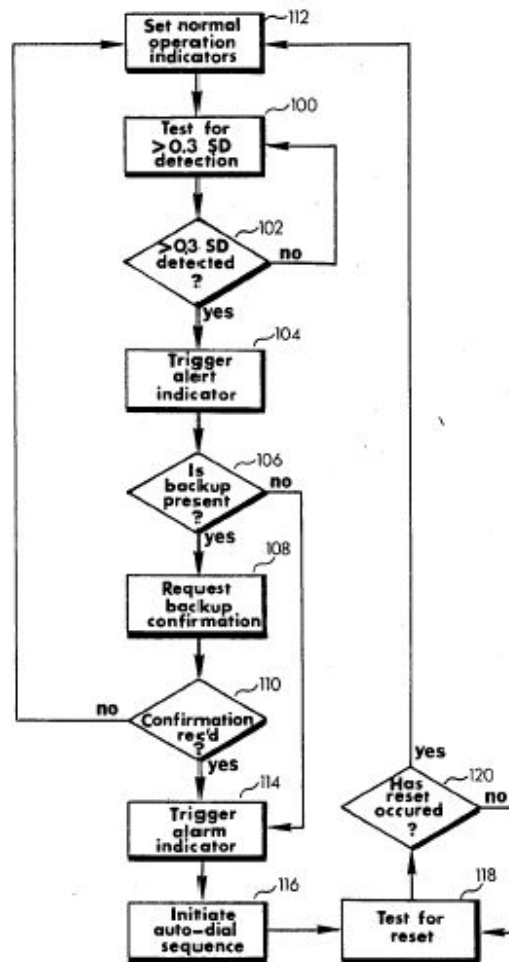 112
Set normal
operation
indicators
100
Test for
>0.3 SD
detection
102
>0.3 SD
detected
?
no
yes
104
Trigger
alert
indicator
106
Is
backup
present
?
no
yes
108
Request
backup
confirmation
110
Confirmation
rec'd
?
no
yes
114
Trigger
alarm
indicator
116
Initiate
auto-dial
sequence
118
Test for
reset
120
Has
reset
occured
?
yes
no